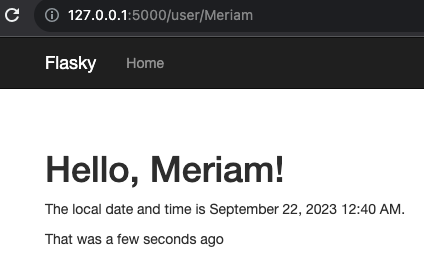 127.0.0.1:5000/user/Meriam
Flasky Home
Hello, Meriam!
The local date and time is September 22, 2023 12:40 AM.
That was a few seconds ago